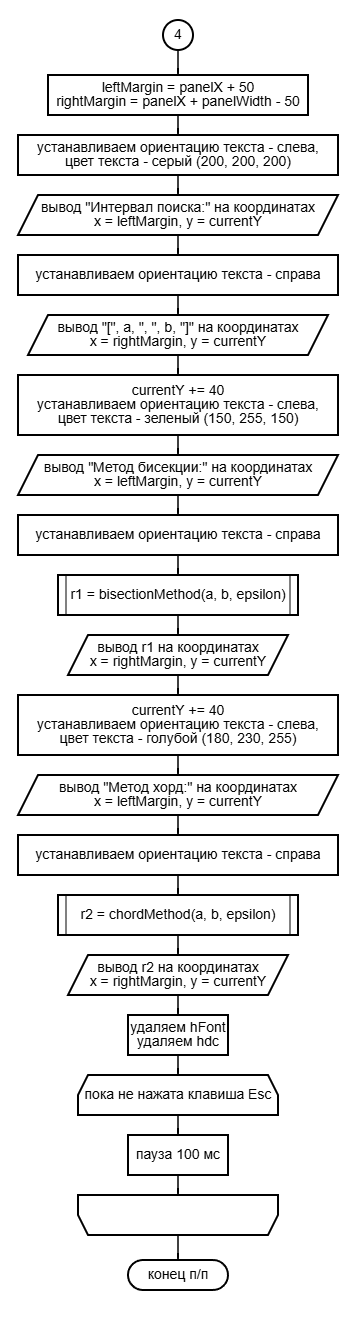 4
leftMargin = panelX + 50
rightMargin = panelX + panelWidth - 50
устанавливаем ориентацию текста - слева,
цвет текста - серый (200, 200, 200)
вывод "Интервал поиска:" на координатах
x = leftMargin, y = currentY
устанавливаем ориентацию текста - справа
вывод "[", a, ", ", b, "]" на координатах
x = rightMargin, y = currentY
currentY += 40
устанавливаем ориентацию текста - слева,
цвет текста - зеленый (150, 255, 150)
вывод "Метод бисекции:" на координатах
x = leftMargin, y = currentY
устанавливаем ориентацию текста - справа
r1 = bisectionMethod(a, b, epsilon)
вывод r1 на координатах
x = rightMargin, y = currentY
currentY += 40
устанавливаем ориентацию текста - слева,
цвет текста - голубой (180, 230, 255)
вывод "Метод хорд:" на координатах
x = leftMargin, y = currentY
устанавливаем ориентацию текста - справа
r2 = chordMethod(a, b, epsilon)
вывод r2 на координатах
x = rightMargin, y = currentY
удаляем hFont
удаляем hdc
пока не нажата клавиша Esc
пауза 100 мс
конец п/п